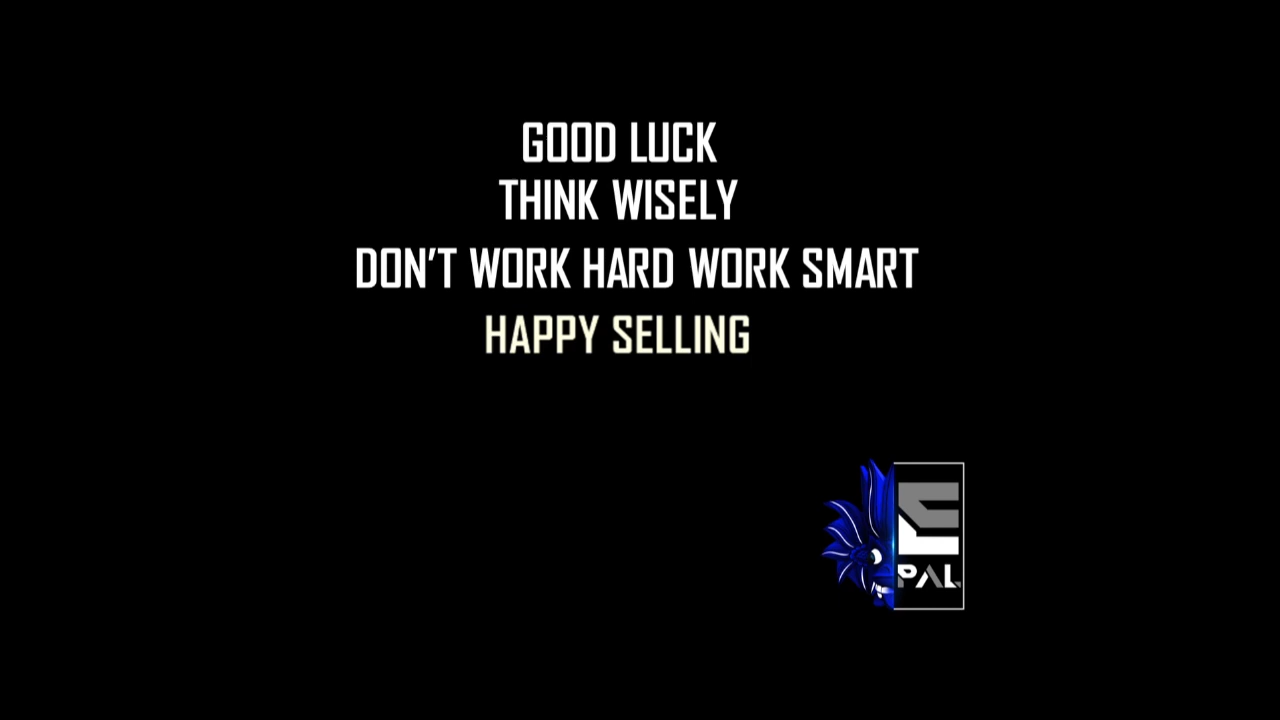 GOOD LUCK
THINK WISELY
DON'T WORK HARD WORK SMART
HAPPY SELLING
E
PAL